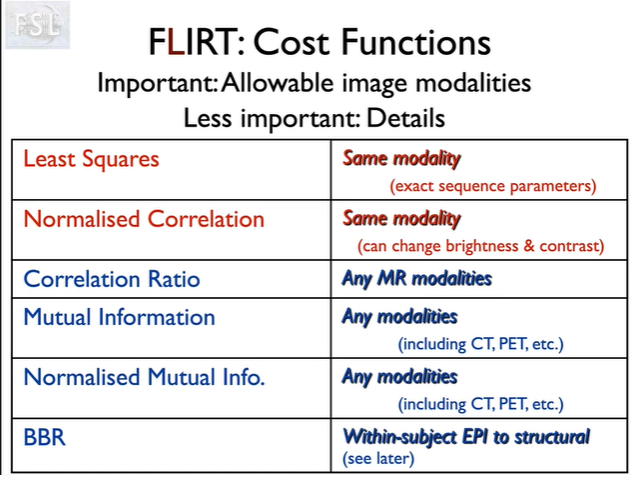 FSL
FLIRT: Cost Functions
Important: Allowable image modalities
Less important: Details
Least Squares
Same modality
(exact sequence parameters)
Normalised Correlation
Same modality
(can change brightness & contrast)
Correlation Ratio
Any MR modalities
Mutual Information
Any modalities
(including CT, PET, etc.)
Normalised Mutual Info.
Any modalities
(including CT, PET, etc.)
BBR
Within-subject EPI to structural
(see later)